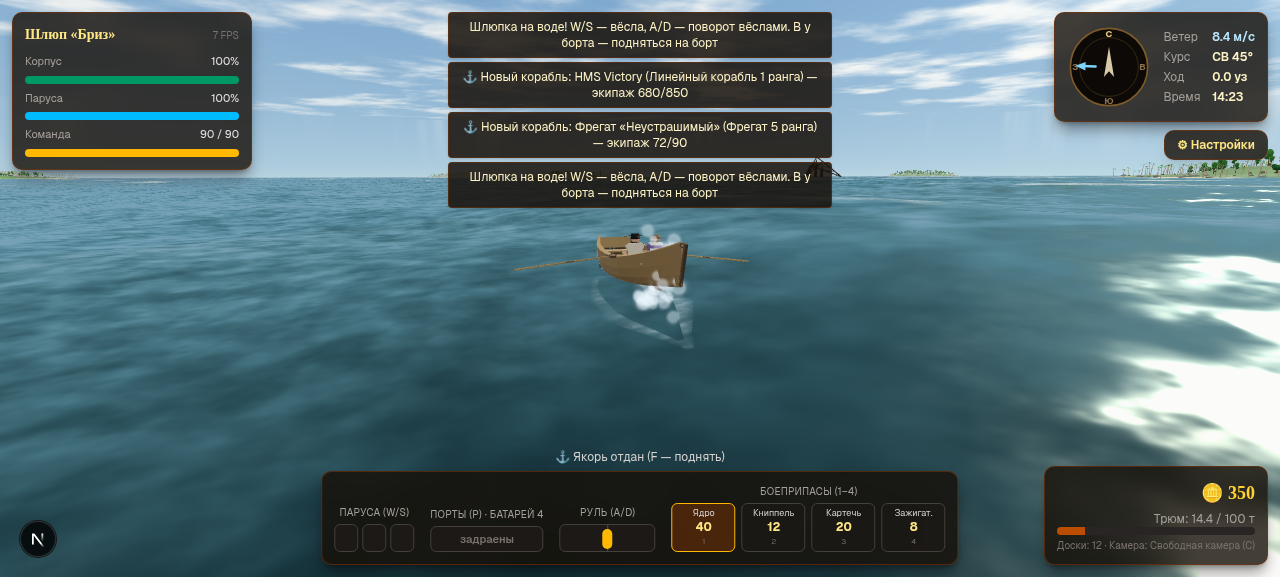 Шлюп «Бриз»
7 FPS
Корпус 100%
Паруса 100%
Команда 90 / 90
Шлюпка на воде! W/S — вёсла, A/D — поворот вёслами. В у
борта — подняться на борт
⚓ Новый корабль: HMS Victory (Линейный корабль 1 ранга) —
экипаж 680/850
⚓ Новый корабль: Фрегат «Неустрашимый» (Фрегат 5 ранга)
— экипаж 72/90
Шлюпка на воде! W/S — вёсла, A/D — поворот вёслами. В у
борта — подняться на борт
С
З
В
Ю
Ветер 8.4 м/с
Курс СВ 45°
Ход 0.0 уз
Время 14:23
⚙ Настройки
⚓ Якорь отдан (F — поднять)
ПАРУСА (W/S)
ПОРТЫ (P) · БАТАРЕЙ 4
задраены
РУЛЬ (A/D)
БОЕПРИПАСЫ (1–4)
Ядро
40
1
Книппель
12
2
Картечь
20
3
Зажигат.
8
4
🪙 350
Трюм: 14.4 / 100 т
Доски: 12 · Камера: Свободная камера (C)
N